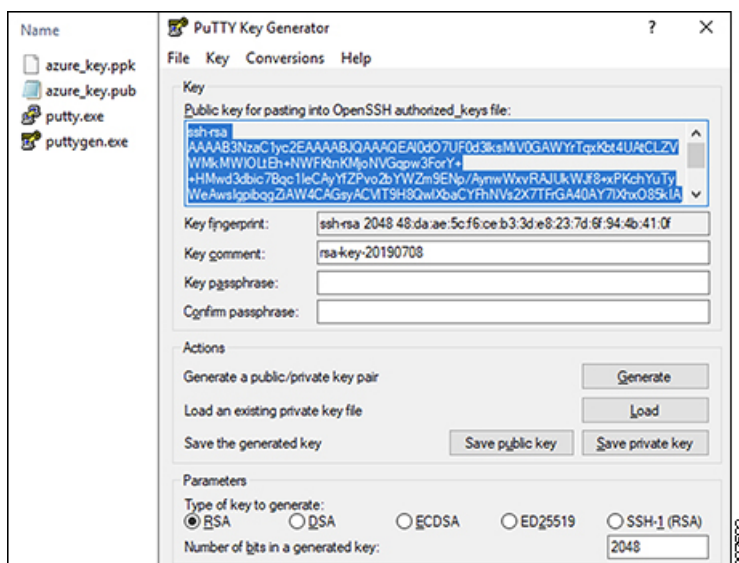 Name
azure_key.ppk
azure_key.pub
putty.exe
puttygen.exe
PuTTY Key Generator
?
File Key Conversions Help
Key
Public key for pasting into OpenSSH authorized_keys file:
ssh-rsa
Key fingerprint: ssh-rsa 2048 48:da:ae:5c:f6:ce:b3:3d:e8:23:7d:6f:94:4b:41:0f
Key comment: rsa-key-20190708
Key passphrase:
Confirm passphrase:
Actions
Generate a public/private key pair Generate
Load an existing private key file Load
Save the generated key Save public key Save private key
Parameters
Type of key to generate:
RSA DSA ECDSA ED25519 SSH-1 (RSA)
Number of bits in a generated key: 2048